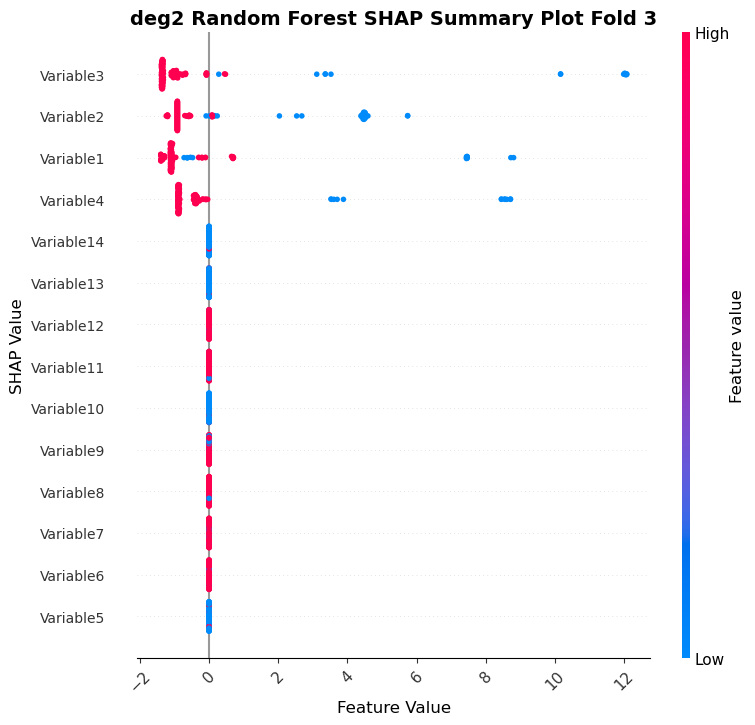 deg2 Random Forest SHAP Summary Plot Fold 3
High
Variable3
Variable2
Variable1
Variable4
Variable14
Variable13
Variable12
Variable11
Variable10
Variable9
Variable8
Variable7
Variable6
Variable5
SHAP Value
Feature value
Low
−2
0
2
4
6
8
10
12
Feature Value